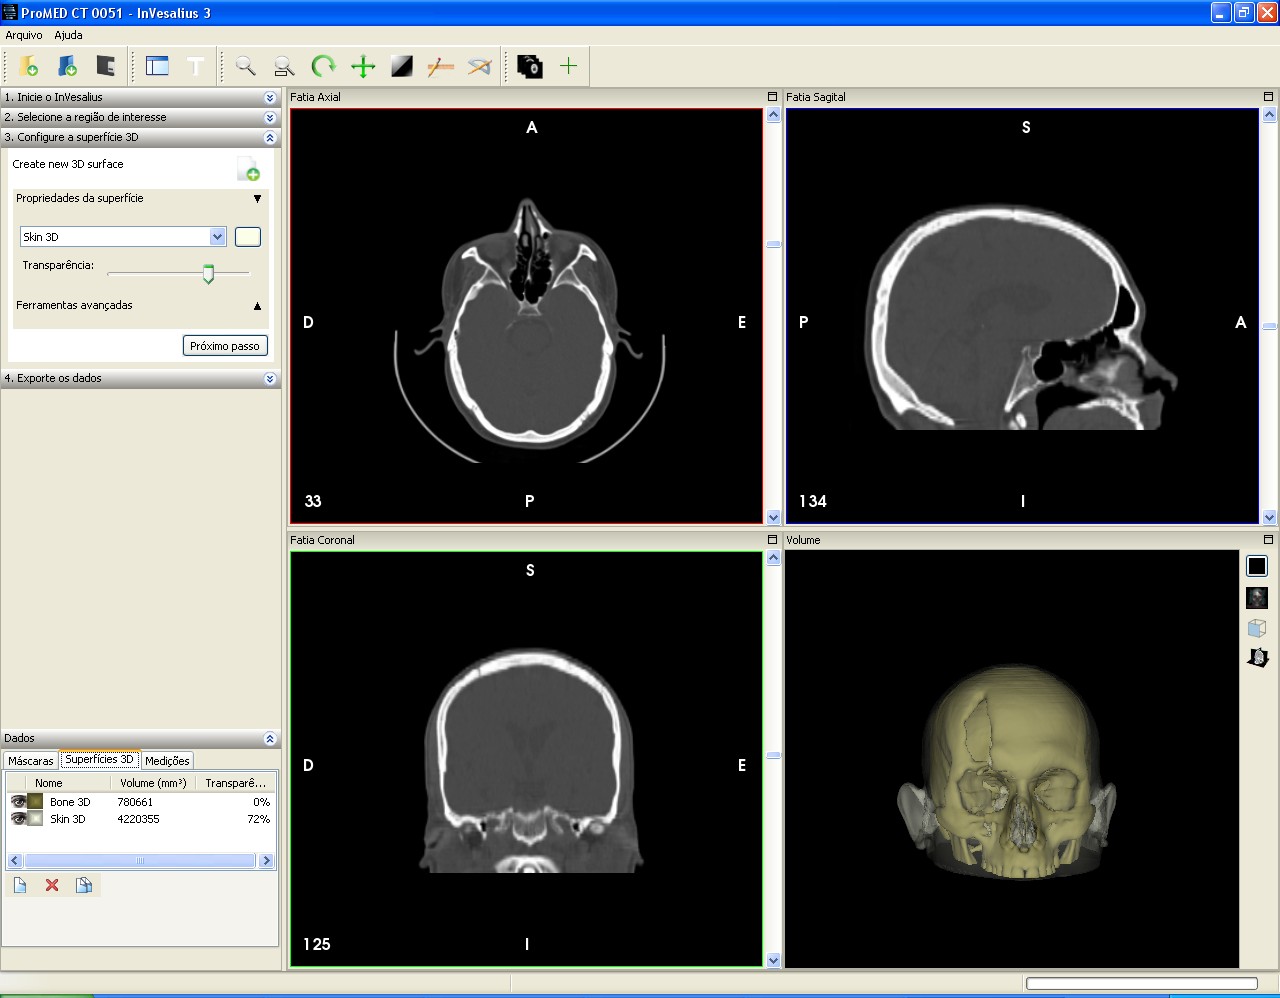 ProMED CT 0051 - InVesalius 3
Arquivo Ajuda
1. Inicie o InVesalius
2. Selecione a região de interesse
3. Configure a superfície 3D
Create new 3D surface
Propriedades da superfície
Skin 3D
Transparência:
Ferramentas avançadas
Próximo passo
4. Exporte os dados
Dados
Máscaras Superfícies 3D Medições
Nome Volume (mm³) Transparê...
Bone 3D 780661 0%
Skin 3D 4220355 72%
Fatia Axial
A
D E
33 P
Fatia Sagital
S
P A
134 I
Fatia Coronal
S
D E
125 I
Volume